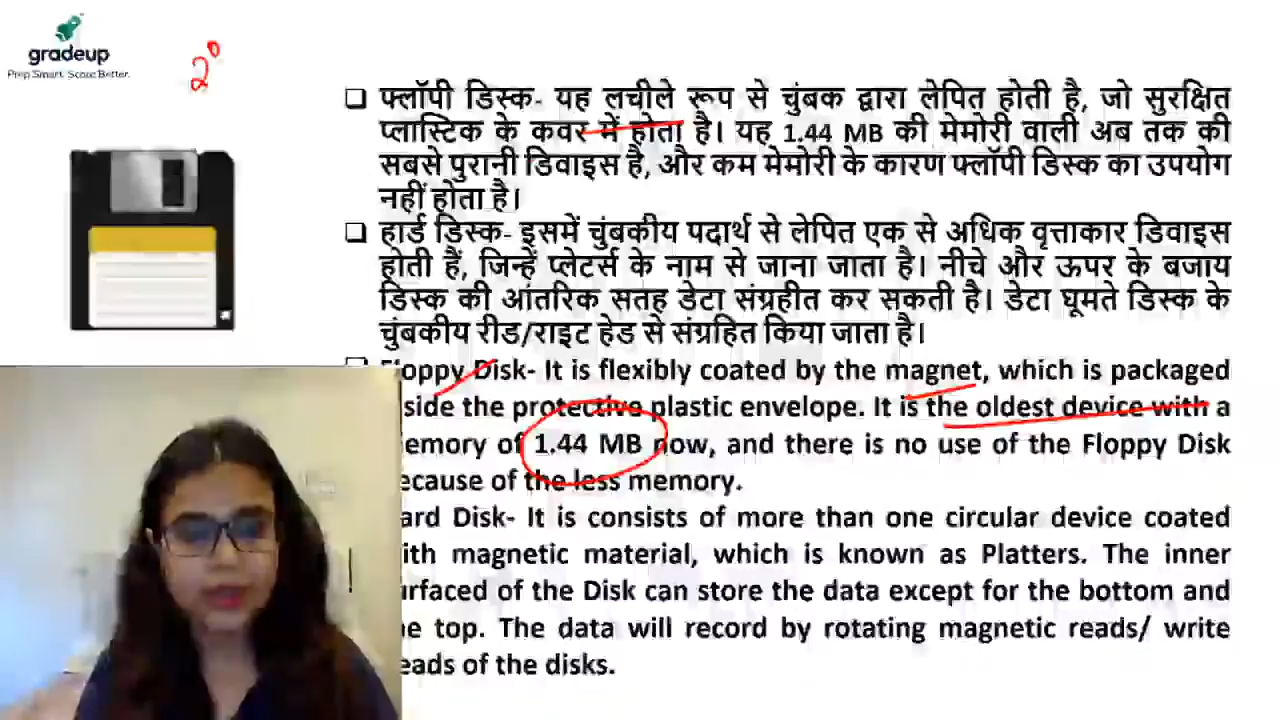 gradeup
Prep Smart. Score Better.
2°
❑ फ्लॉपी डिस्क- यह लचीले रूप से चुंबक द्वारा लेपित होती है, जो सुरक्षित
प्लास्टिक के कवर में होता है। यह 1.44 MB की मेमोरी वाली अब तक की
सबसे पुरानी डिवाइस है, और कम मेमोरी के कारण फ्लॉपी डिस्क का उपयोग
नहीं होता है।
❑ हार्ड डिस्क- इसमें चुंबकीय पदार्थ से लेपित एक से अधिक वृत्ताकार डिवाइस
होती हैं, जिन्हें प्लेटर्स के नाम से जाना जाता है। नीचे और ऊपर के बजाय
डिस्क की आंतरिक सतह डेटा संग्रहीत कर सकती है। डेटा घूमते डिस्क के
चुंबकीय रीड/राइट हेड से संग्रहित किया जाता है।
Floppy Disk- It is flexibly coated by the magnet, which is packaged
side the protective plastic envelope. It is the oldest device with a
emory of 1.44 MB now, and there is no use of the Floppy Disk
ecause of the less memory.
ard Disk- It is consists of more than one circular device coated
ith magnetic material, which is known as Platters. The inner
urfaced of the Disk can store the data except for the bottom and
he top. The data will record by rotating magnetic reads/ write
eads of the disks.